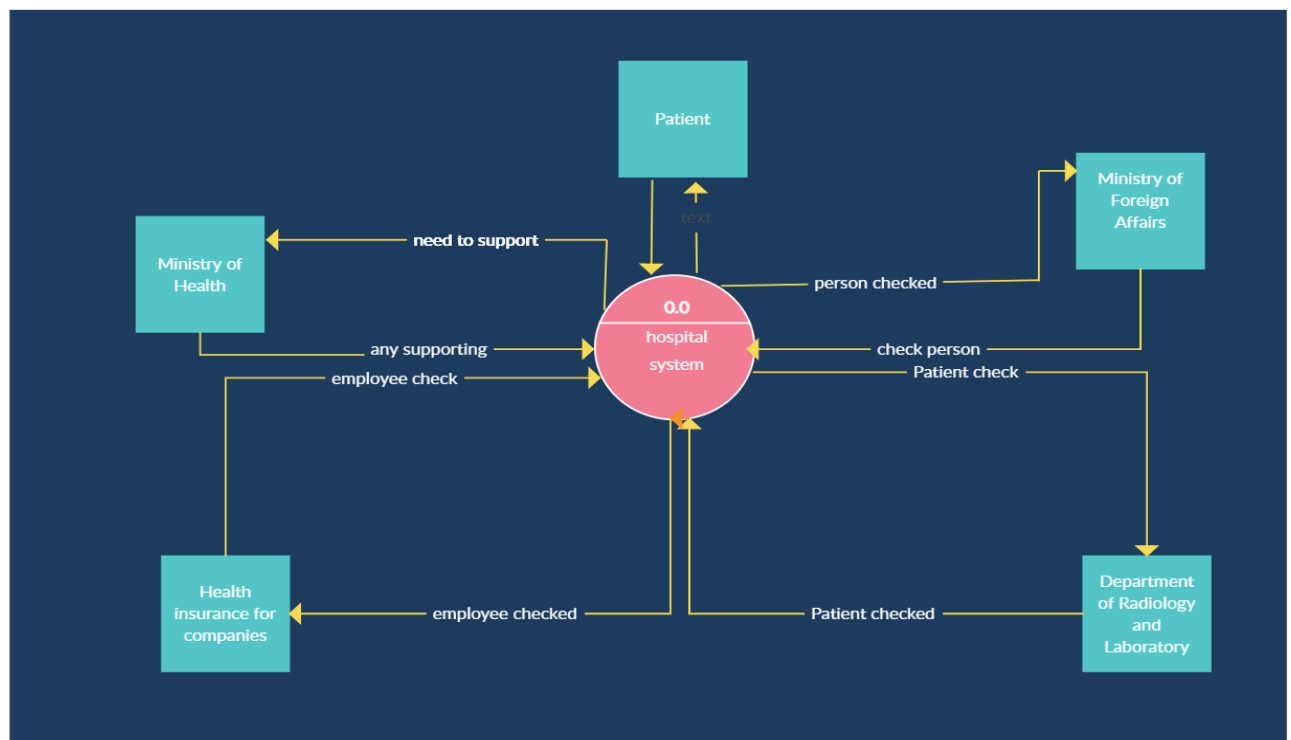 Patient
Ministry of
Foreign
Affairs
text
need to support
Ministry of
Health
person checked
0.0
hospital
system
any supporting
check person
employee check
Patient check
Health
insurance for
companies
employee checked
Patient checked
Department
of Radiology
and
Laboratory